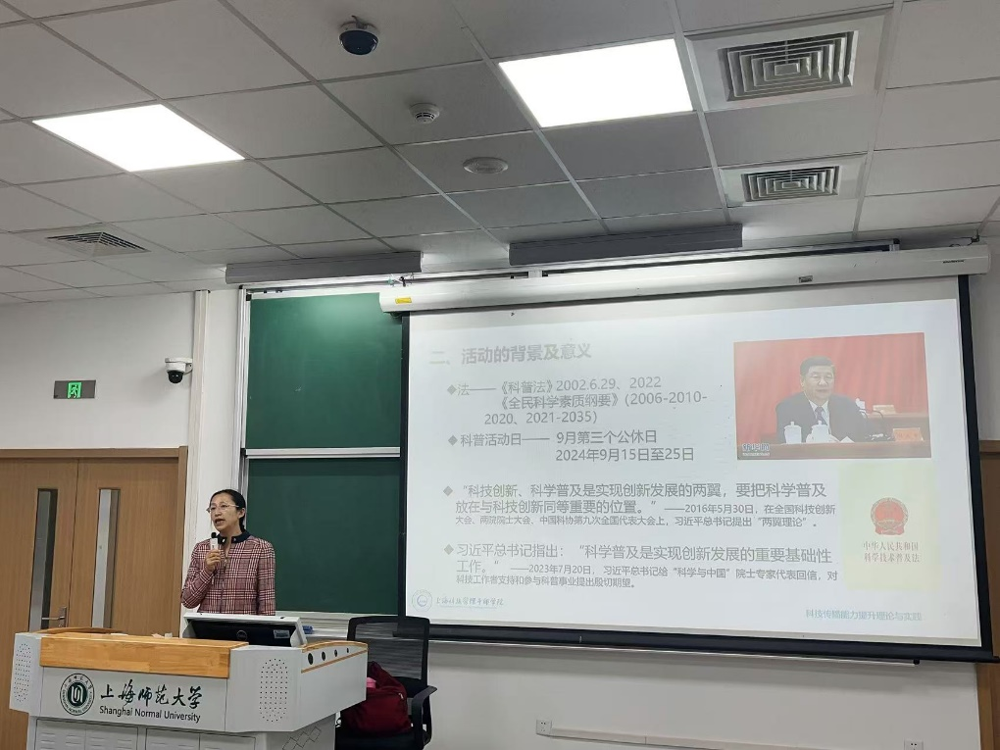 二、活动的背景及意义
◆法——《科普法》2002.6.29、2022
《全民科学素质纲要》(2006-2010-
2020、2021-2035)
◆科普活动日—— 9月第三个公休日
2024年9月15日至25日
◆ “科技创新、科学普及是实现创新发展的两翼，要把科学普及
放在与科技创新同等重要的位置。” ——2016年5月30日，在全国科技创新
大会、两院院士大会、中国科协第九次全国代表大会上，习近平总书记提出“两翼理论”。
◆习近平总书记指出：“科学普及是实现创新发展的重要基础性
工作。” ——2023年7月20日，习近平总书记给“科学与中国”院士专家代表回信，对
科技工作者支持和参与科普事业提出殷切期望。
中华人民共和国
科学技术普及法
科技传播能力提升理论与实践
上海师范大学
Shanghai Normal University